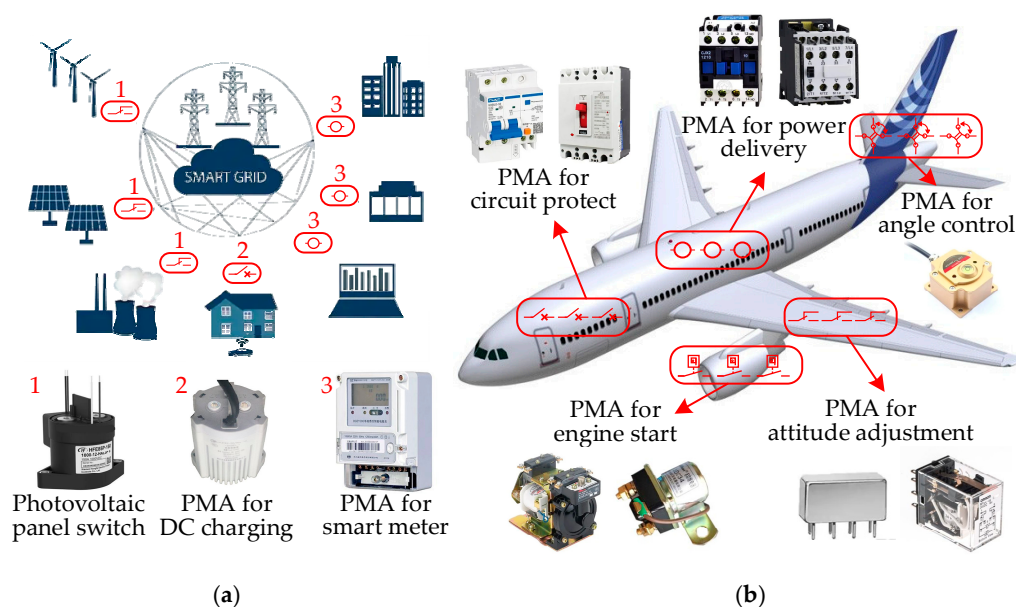 1
3
SMART GRID
1
3
1
2
3
1
2
3
Photovoltaic
panel switch
PMA for
DC charging
PMA for
smart meter
(a)
PMA for
circuit protect
PMA for power
delivery
PMA for
angle control
PMA for
engine start
PMA for
attitude adjustment
(b)